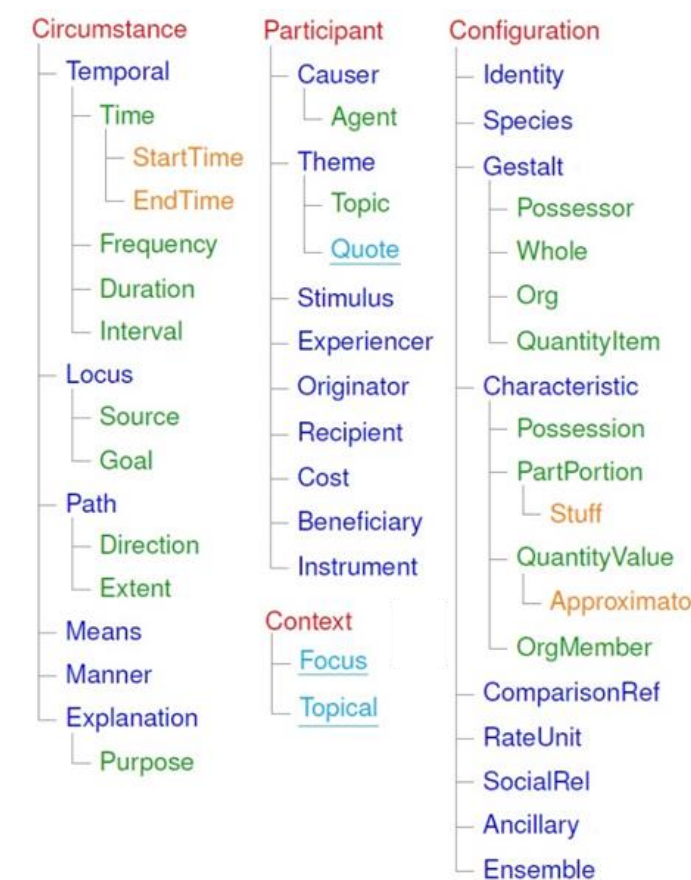 Circumstance
Temporal
Time
StartTime
EndTime
Frequency
Duration
Interval
Locus
Source
Goal
Path
Direction
Extent
Means
Manner
Explanation
Purpose
Participant
Causer
Agent
Theme
Topic
Quote
Stimulus
Experiencer
Originator
Recipient
Cost
Beneficiary
Instrument
Context
Focus
Topical
Configuration
Identity
Species
Gestalt
Possessor
Whole
Org
QuantityItem
Characteristic
Possession
PartPortion
Stuff
QuantityValue
Approximato
OrgMember
ComparisonRef
RateUnit
SocialRel
Ancillary
Ensemble